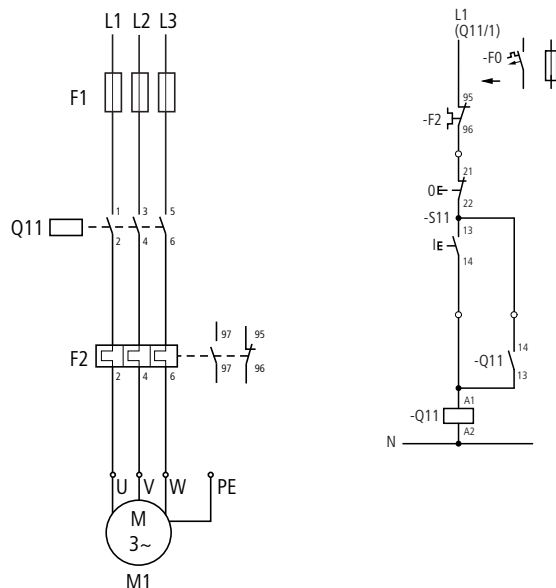 L1 L2 L3
F1
Q11
1 3 5
2 4 6
F2
97 95
97 96
2 4 6
U V W PE
M
3~
M1
L1
(Q11/1)
-F0
95
-F2
96
21
0E
22
-S11
13
IE
14
-Q11
14
13
A1
-Q11
A2
N